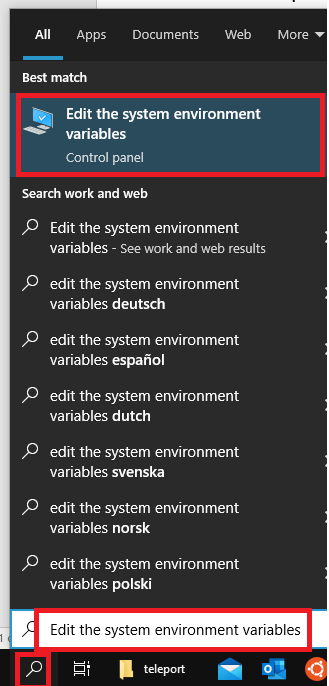 All Apps Documents Web More
Best match
Edit the system environment
variables
Control panel
Search work and web
Edit the system environment
variables - See work and web results
edit the system environment
variables deutsch
edit the system environment
variables español
edit the system environment
variables dutch
edit the system environment
variables svenska
edit the system environment
variables norsk
edit the system environment
variables polski
Edit the system environment variables
teleport